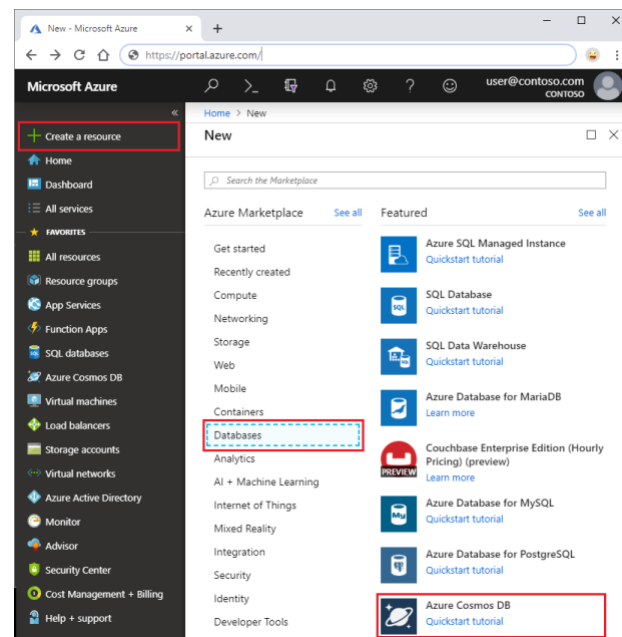 New - Microsoft Azure
https://portal.azure.com/
Microsoft Azure
user@contoso.com
CONTOSO
Create a resource
Home
Dashboard
All services
FAVORITES
All resources
Resource groups
App Services
Function Apps
SQL databases
Azure Cosmos DB
Virtual machines
Load balancers
Storage accounts
Virtual networks
Azure Active Directory
Monitor
Advisor
Security Center
Cost Management + Billing
Help + support
Home > New
New
Search the Marketplace
Azure Marketplace See all
Get started
Recently created
Compute
Networking
Storage
Web
Mobile
Containers
Databases
Analytics
AI + Machine Learning
Internet of Things
Mixed Reality
Integration
Security
Identity
Developer Tools
Featured See all
Azure SQL Managed Instance
Quickstart tutorial
SQL
SQL Database
Quickstart tutorial
SQL Data Warehouse
Quickstart tutorial
Azure Database for MariaDB
Learn more
PREVIEW
Couchbase Enterprise Edition (Hourly
Pricing) (preview)
Learn more
My
Azure Database for MySQL
Quickstart tutorial
Azure Database for PostgreSQL
Quickstart tutorial
Azure Cosmos DB
Quickstart tutorial